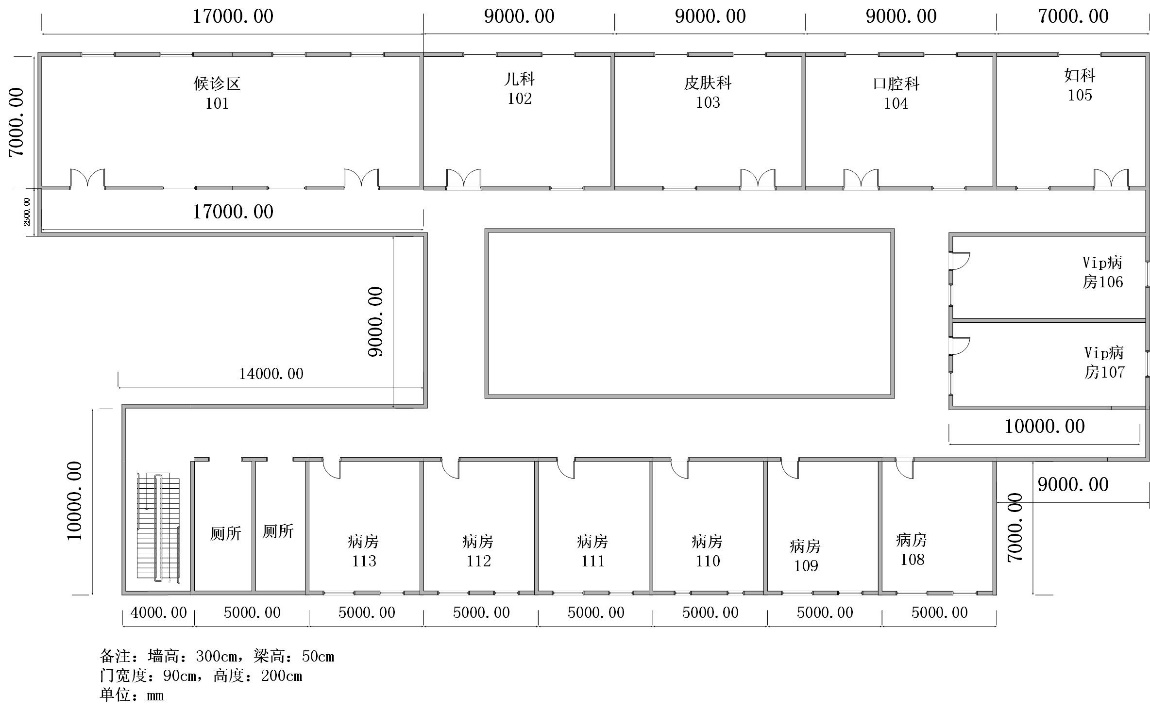 17000.00
9000.00
9000.00
9000.00
7000.00
7000.00
候诊区
101
儿科
102
皮肤科
103
口腔科
104
妇科
105
2500.00
17000.00
9000.00
14000.00
Vip病
房106
Vip病
房107
10000.00
9000.00
7000.00
10000.00
厕所
厕所
病房
113
病房
112
病房
111
病房
110
病房
109
病房
108
4000.00
5000.00
5000.00
5000.00
5000.00
5000.00
5000.00
5000.00
备注：墙高：300cm，梁高：50cm
门宽度：90cm，高度：200cm
单位：mm